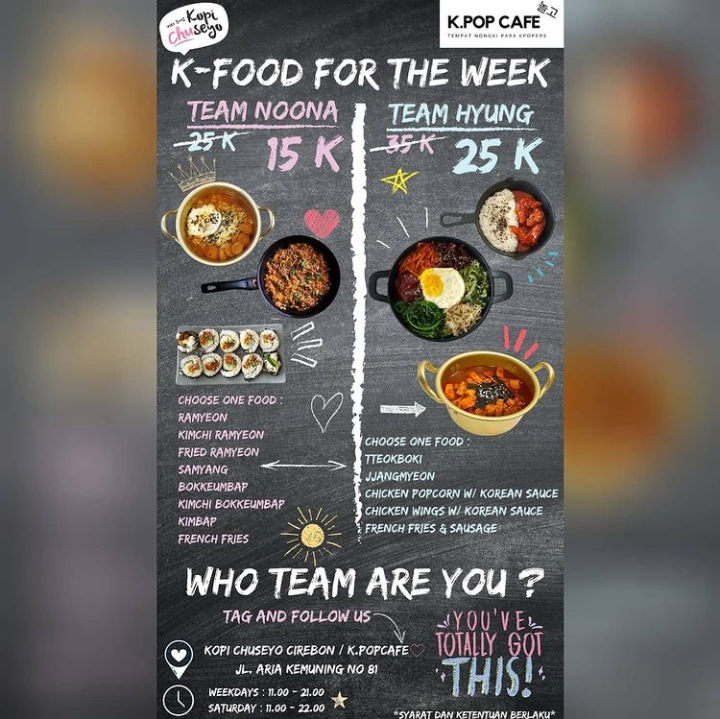 Kopi
Chuseyo
놀고
K.POP CAFE
TEMPAT NONGKI PARA KPOPERS
K-FOOD FOR THE WEEK
TEAM NOONA
25 K
15 K
TEAM HYUNG
35 K
25 K
CHOOSE ONE FOOD :
RAMYEON
KIMCHI RAMYEON
FRIED RAMYEON
SAMYANG
BOKKEUMBAP
KIMCHI BOKKEUMBAP
KIMBAP
FRENCH FRIES
CHOOSE ONE FOOD :
TTEOKBOKI
JJANGMYEON
CHICKEN POPCORN W/ KOREAN SAUCE
CHICKEN WINGS W/ KOREAN SAUCE
FRENCH FRIES & SAUSAGE
WHO TEAM ARE YOU ?
TAG AND FOLLOW US
KOPI CHUSEYO CIREBON / K.POPCAFE
JL. ARIA KEMUNING NO 81
WEEKDAYS : 11.00 - 21.00
SATURDAY : 11.00 - 22.00
YOU'VE
TOTALLY GOT
THIS!
*SYARAT DAN KETENTUAN BERLAKU*